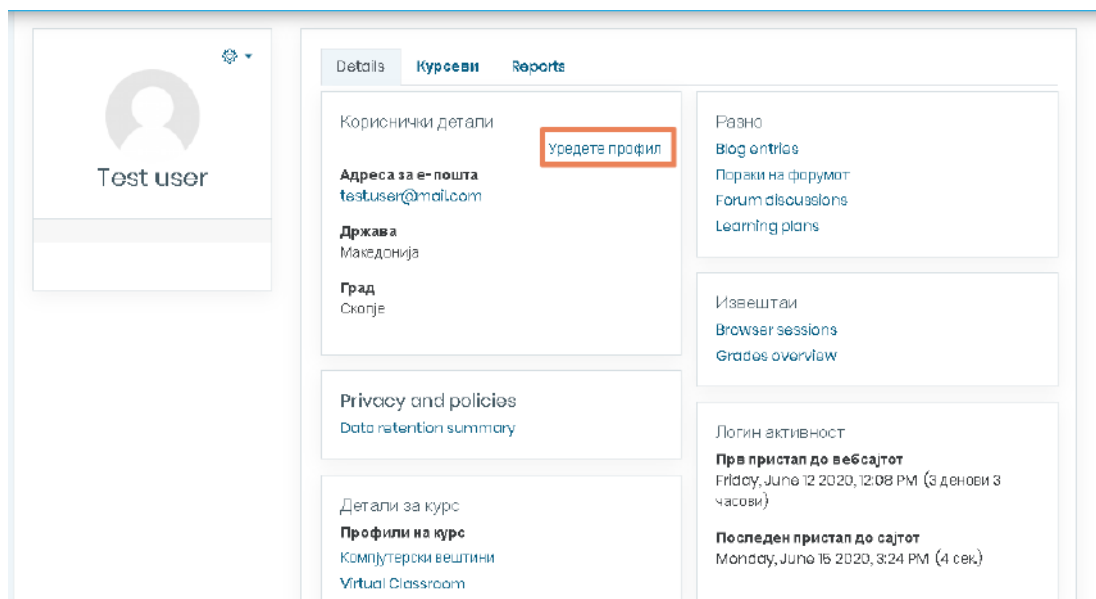 Test user
Details Курсеви Reports
Кориснички детали
Уредете профил
Адреса за е-пошта
testuser@mail.com
Држава
Македонија
Град
Скопје
Privacy and policies
Data retention summary
Детали за курс
Профили на курс
Компјутерски вештини
Virtual Classroom
Разно
Blog entries
Пораки на форумот
Forum discussions
Learning plans
Извештаи
Browser sessions
Grades overview
Логин активност
Прв пристап до вебсајтот
Friday, June 12 2020, 12:08 PM (3 денови 3
часови)
Последен пристап до сајтот
Monday, June 15 2020, 3:24 PM (4 сек.)